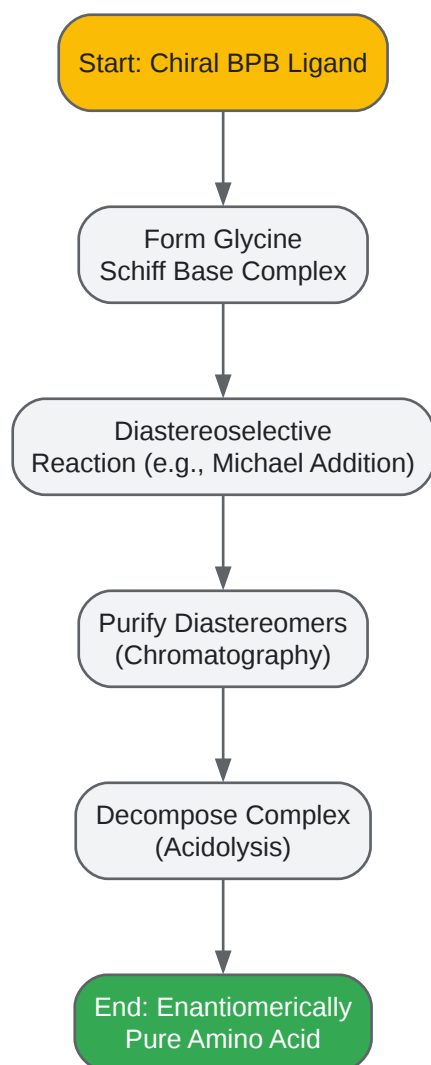 Start: Chiral BPB Ligand
Form Glycine
Schiff Base Complex
Diastereoselective
Reaction (e.g., Michael Addition)
Purify Diastereomers
(Chromatography)
Decompose Complex
(Acidolysis)
End: Enantiomerically
Pure Amino Acid